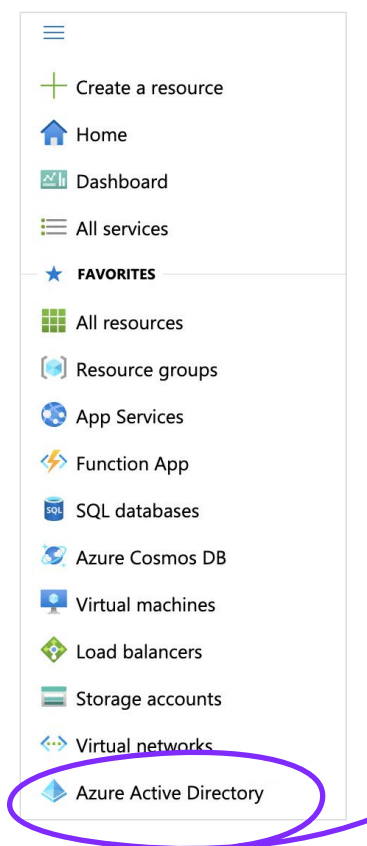 Create a resource
Home
Dashboard
All services
FAVORITES
All resources
Resource groups
App Services
Function App
SQL
SQL databases
Azure Cosmos DB
Virtual machines
Load balancers
Storage accounts
Virtual networks
Azure Active Directory